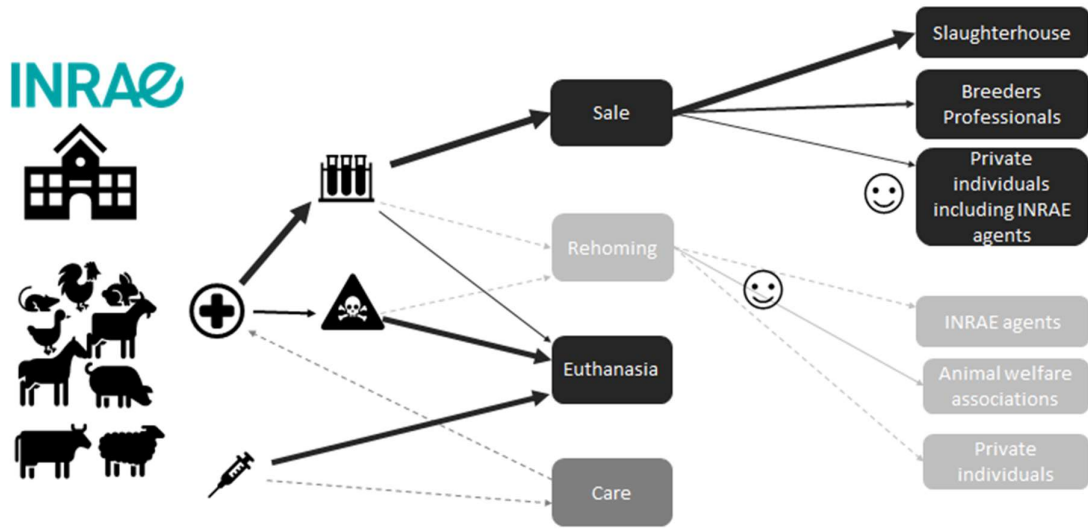 INRAE
Slaughterhouse
Sale
Breeders
Professionals
Private
individuals
including INRAE
agents
Rehoming
INRAE agents
Euthanasia
Animal welfare
associations
Private
individuals
Care